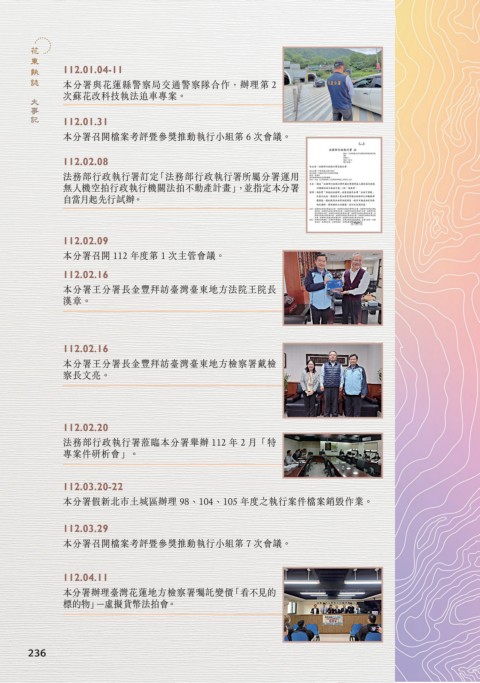 花東執誌
大事記
112.01.04-11
本分署與花蓮縣警察局交通警察隊合作,辦理第 2
次蘇花改科技執法追車專案。
112.01.31
本分署召開檔案考評暨參獎推動執行小組第 6 次會議。
112.02.08
法務部行政執行署訂定「法務部行政執行署所屬分署運用
無人機空拍行政執行機關法拍不動產計畫」,並指定本分署
自當月起先行試辦。
112.02.09
本分署召開 112 年度第 1 次主管會議。
112.02.16
本分署王分署長金豐拜訪臺灣臺東地方法院王院長
漢章。
112.02.16
本分署王分署長金豐拜訪臺灣臺東地方檢察署戴檢
察長文亮。
112.02.20
法務部行政執行署蒞臨本分署舉辦 112 年 2 月「特
專案件研析會」。
112.03.20-22
本分署假新北市土城區辦理 98、104、105 年度之執行案件檔案銷毀作業。
112.03.29
本分署召開檔案考評暨參獎推動執行小組第 7 次會議。
112.04.11
本分署辦理臺灣花蓮地方檢察署囑託變價「看不見的
標的物」—虛擬貨幣法拍會。
236